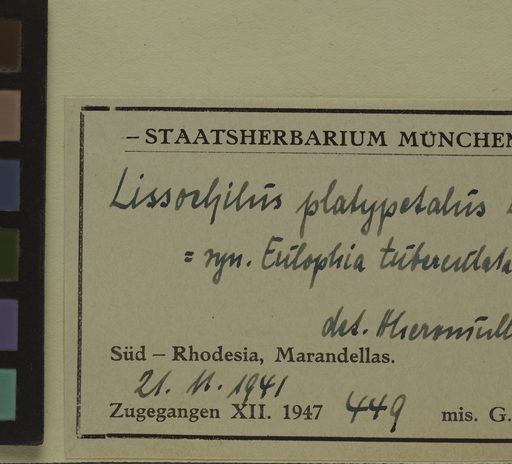 – STAATSHERBARIUM MÜNCHEN
Lissochilus platypetalus
= syn. Eulophia tuberculata
det.
Süd – Rhodesia, Marandellas.
21. 11. 1941
Zugegangen XII. 1947 449 mis. G.